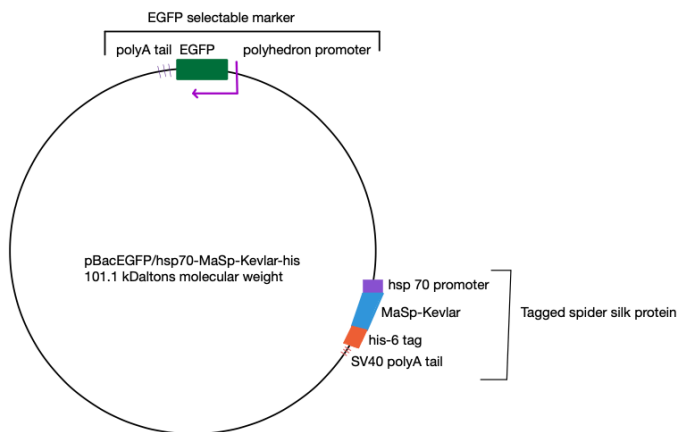 EGFP selectable marker
polyA tail EGFP polyhedron promoter
pBacEGFP/hsp70-MaSp-Kevlar-his
101.1 kDaltons molecular weight
hsp 70 promoter
MaSp-Kevlar
Tagged spider silk protein
his-6 tag
SV40 polyA tail